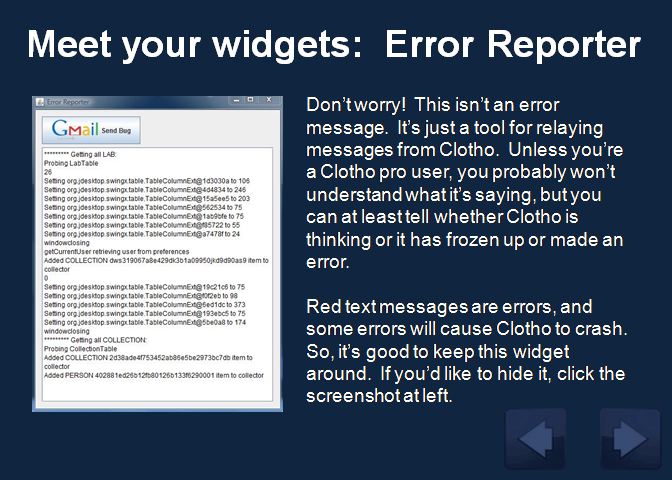 Meet your widgets:  Error Reporter
Error Reporter
Gmail Send Bug
********* Getting all LAB:
Probing LabTable
26
Setting org.jdesktop.swingx.table.TableColumnExt@1d3030a to 106
Setting org.jdesktop.swingx.table.TableColumnExt@4d4834 to 246
Setting org.jdesktop.swingx.table.TableColumnExt@15a5ee5 to 203
Setting org.jdesktop.swingx.table.TableColumnExt@562534 to 75
Setting org.jdesktop.swingx.table.TableColumnExt@1ab9bfe to 75
Setting org.jdesktop.swingx.table.TableColumnExt@f85722 to 55
Setting org.jdesktop.swingx.table.TableColumnExt@a7478f to 24
windowclosing
getCurrentUser retrieving user from preferences
Added COLLECTION dws319067a8e429dk3b1a09950jkd9d90as9 item to
collector
0
Setting org.jdesktop.swingx.table.TableColumnExt@19c21c6 to 75
Setting org.jdesktop.swingx.table.TableColumnExt@f0f2eb to 98
Setting org.jdesktop.swingx.table.TableColumnExt@6ed1dc to 373
Setting org.jdesktop.swingx.table.TableColumnExt@193ebc5 to 75
Setting org.jdesktop.swingx.table.TableColumnExt@5be0a8 to 174
windowclosing
********* Getting all COLLECTION:
Probing CollectionTable
Added COLLECTION 2d38ade4f753452ab86e5be2973bc7db item to
collector
Added PERSON 402881ed26b12fb80126b133f6290001 item to collector
Don't worry!  This isn't an error
message.  It's just a tool for relaying
messages from Clotho.  Unless you're
a Clotho pro user, you probably won't
understand what it's saying, but you
can at least tell whether Clotho is
thinking or it has frozen up or made an
error.
Red text messages are errors, and
some errors will cause Clotho to crash.
So, it's good to keep this widget
around.  If you'd like to hide it, click the
screenshot at left.